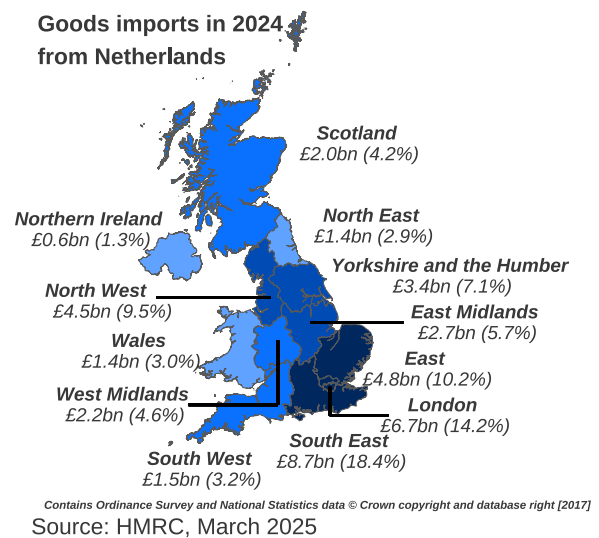 Goods imports in 2024
from Netherlands
Scotland
£2.0bn (4.2%)
Northern Ireland
£0.6bn (1.3%)
North East
£1.4bn (2.9%)
Yorkshire and the Humber
£3.4bn (7.1%)
North West
£4.5bn (9.5%)
East Midlands
£2.7bn (5.7%)
Wales
£1.4bn (3.0%)
East
£4.8bn (10.2%)
West Midlands
£2.2bn (4.6%)
London
£6.7bn (14.2%)
South East
£8.7bn (18.4%)
South West
£1.5bn (3.2%)
Contains Ordinance Survey and National Statistics data © Crown copyright and database right [2017]
Source: HMRC, March 2025